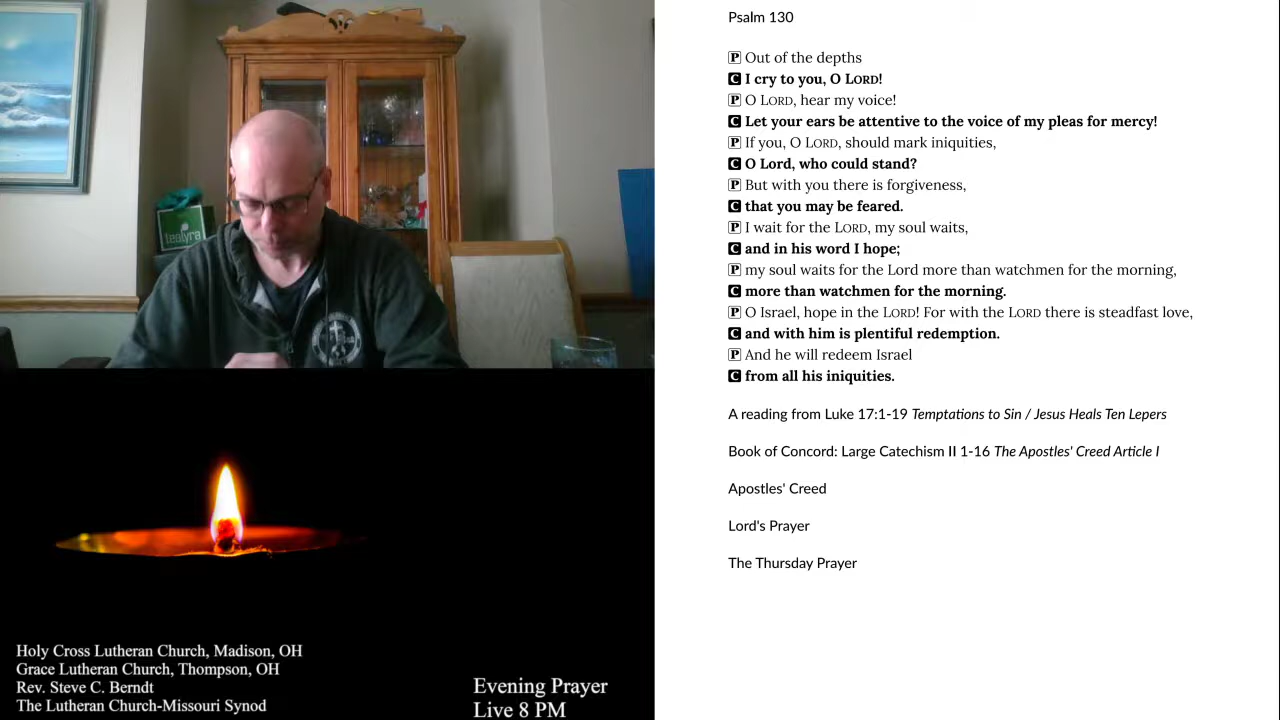 tealyra
Holy Cross Lutheran Church, Madison, OH
Grace Lutheran Church, Thompson, OH
Rev. Steve C. Berndt
The Lutheran Church-Missouri Synod
Evening Prayer
Live 8 PM
Psalm 130
P Out of the depths
C I cry to you, O LORD!
P O LORD, hear my voice!
C Let your ears be attentive to the voice of my pleas for mercy!
P If you, O LORD, should mark iniquities,
C O Lord, who could stand?
P But with you there is forgiveness,
C that you may be feared.
P I wait for the LORD, my soul waits,
C and in his word I hope;
P my soul waits for the Lord more than watchmen for the morning,
C more than watchmen for the morning.
P O Israel, hope in the LORD! For with the LORD there is steadfast love,
C and with him is plentiful redemption.
P And he will redeem Israel
C from all his iniquities.
A reading from Luke 17:1-19 Temptations to Sin / Jesus Heals Ten Lepers
Book of Concord: Large Catechism II 1-16 The Apostles' Creed Article I
Apostles' Creed
Lord's Prayer
The Thursday Prayer